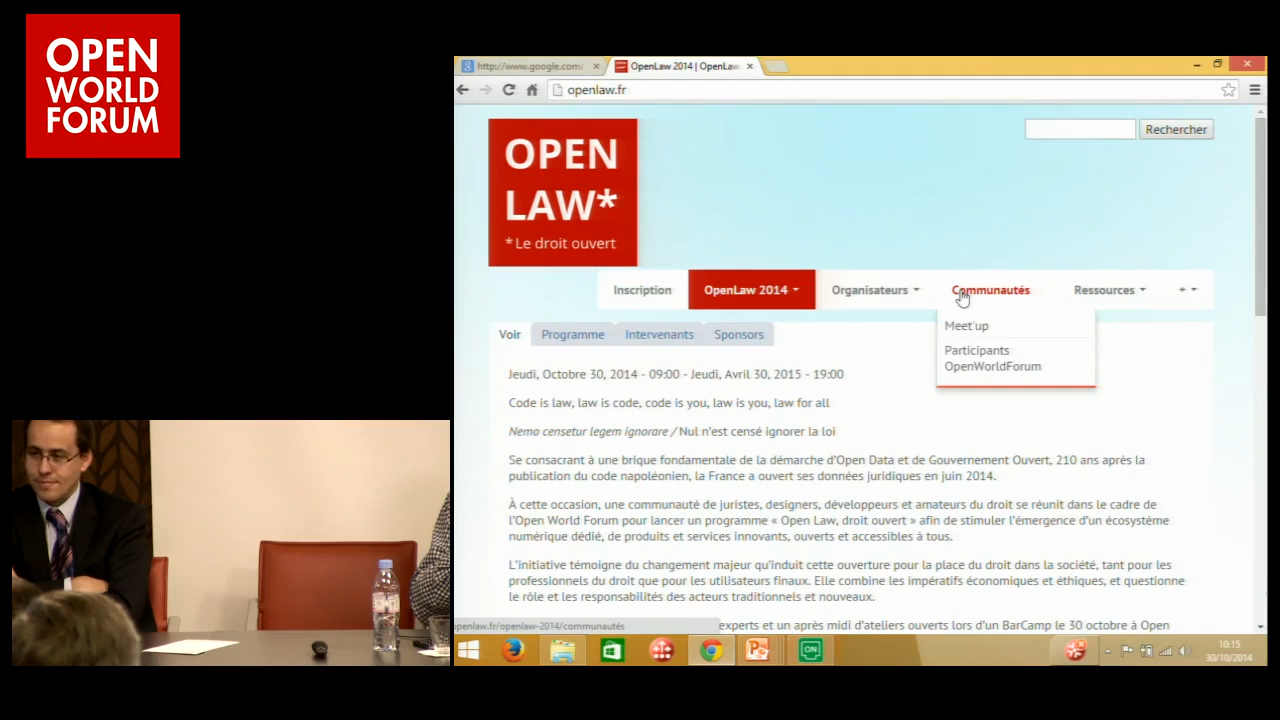 OPEN
WORLD
FORUM
http://www.google.com/
OpenLaw 2014 | OpenLaw
openlaw.fr
Rechercher
OPEN
LAW*
* Le droit ouvert
Inscription
OpenLaw 2014
Organisateurs
Communautés
Ressources
+
Meet'up
Participants
OpenWorldForum
Voir
Programme
Intervenants
Sponsors
Jeudi, Octobre 30, 2014 - 09:00 - Jeudi, Avril 30, 2015 - 19:00
Code is law, law is code, code is you, law is you, law for all
Nemo censetur legem ignorare / Nul n'est censé ignorer la loi
Se consacrant à une brique fondamentale de la démarche d'Open Data et de Gouvernement Ouvert, 210 ans après la
publication du code napoléonien, la France a ouvert ses données juridiques en juin 2014.
À cette occasion, une communauté de juristes, designers, développeurs et amateurs du droit se réunit dans le cadre de
l'Open World Forum pour lancer un programme « Open Law, droit ouvert » afin de stimuler l'émergence d'un écosystème
numérique dédié, de produits et services innovants, ouverts et accessibles à tous.
L'initiative témoigne du changement majeur qu'induit cette ouverture pour la place du droit dans la société, tant pour les
professionnels du droit que pour les utilisateurs finaux. Elle combine les impératifs économiques et éthiques, et questionne
le rôle et les responsabilités des acteurs traditionnels et nouveaux.
openlaw.fr/openlaw-2014/communautés
experts et un après midi d'ateliers ouverts lors d'un BarCamp le 30 octobre à Open
ON
10:15
30/10/2014